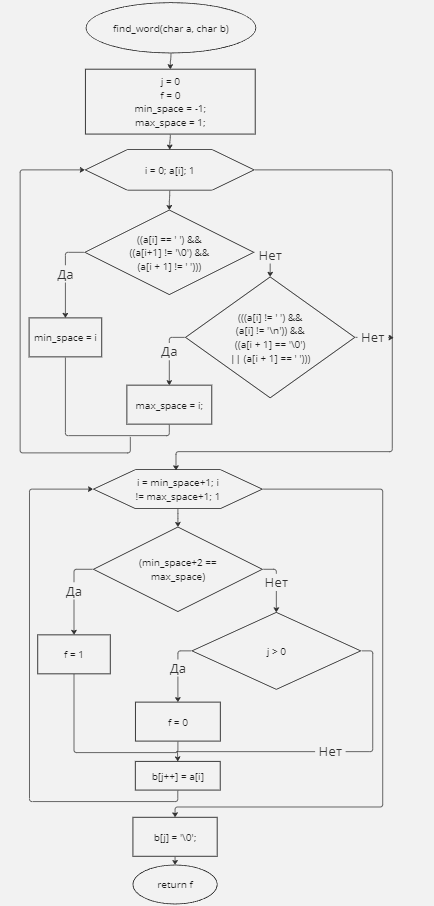 find_word(char a, char b)
j = 0
f = 0
min_space = -1;
max_space = 1;
i = 0; a[i]; 1
((a[i] == ' ') &&
((a[i+1] != '\0') &&
(a[i + 1] != ' ')))
Да
Нет
min_space = i
(((a[i] != ' ') &&
(a[i] != '\n')) &&
((a[i + 1] == '\0')
|| (a[i + 1] == ' ')))
Нет
Да
max_space = i;
i = min_space+1; i
!= max_space+1; 1
(min_space+2 ==
max_space)
Да
Нет
f = 1
j > 0
Да
f = 0
Нет
b[j++] = a[i]
b[j] = '\0';
return f